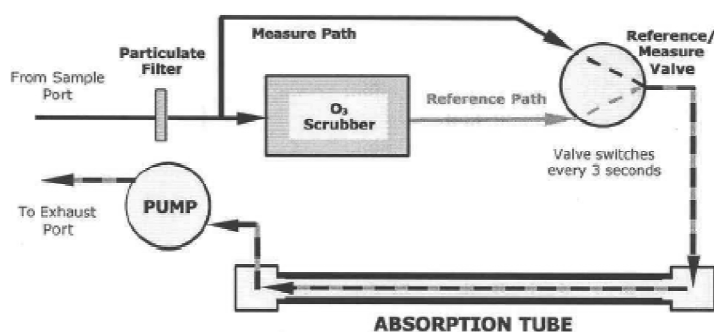 Measure Path
Particulate
Filter
Reference/
Measure
Valve
From Sample
Port
O₃
Scrubber
Reference Path
Valve switches
every 3 seconds
PUMP
To Exhaust
Port
ABSORPTION TUBE